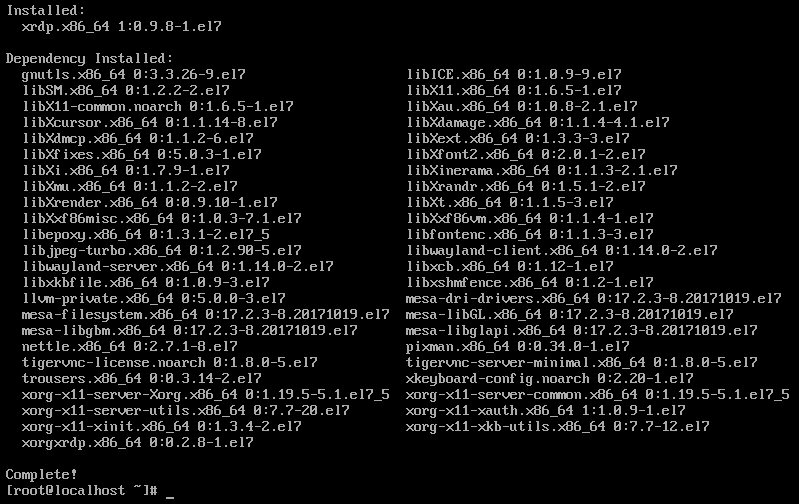 Installed:
xrdp.x86_64 1:0.9.8-1.el7
Dependency Installed:
gnutls.x86_64 0:3.3.26-9.el7 libICE.x86_64 0:1.0.9-9.el7
libSM.x86_64 0:1.2.2-2.el7 libX11.x86_64 0:1.6.5-1.el7
libX11-common.noarch 0:1.6.5-1.el7 libXau.x86_64 0:1.0.8-2.1.el7
libXcursor.x86_64 0:1.1.14-8.el7 libXdamage.x86_64 0:1.1.4-4.1.el7
libXdmcp.x86_64 0:1.1.2-6.el7 libXext.x86_64 0:1.3.3-3.el7
libXfixes.x86_64 0:5.0.3-1.el7 libXfont2.x86_64 0:2.0.1-2.el7
libXi.x86_64 0:1.7.9-1.el7 libXinerama.x86_64 0:1.1.3-2.1.el7
libXmu.x86_64 0:1.1.2-2.el7 libXrandr.x86_64 0:1.5.1-2.el7
libXrender.x86_64 0:0.9.10-1.el7 libXt.x86_64 0:1.1.5-3.el7
libXxf86misc.x86_64 0:1.0.3-7.1.el7 libXxf86vm.x86_64 0:1.1.4-1.el7
libepoxy.x86_64 0:1.3.1-2.el7_5 libfontenc.x86_64 0:1.1.3-3.el7
libjpeg-turbo.x86_64 0:1.2.90-5.el7 libwayland-client.x86_64 0:1.14.0-2.el7
libwayland-server.x86_64 0:1.14.0-2.el7 libxcb.x86_64 0:1.12-1.el7
libxkbfile.x86_64 0:1.0.9-3.el7 libxshmfence.x86_64 0:1.2-1.el7
llvm-private.x86_64 0:5.0.0-3.el7 mesa-dri-drivers.x86_64 0:17.2.3-8.20171019.el7
mesa-filesystem.x86_64 0:17.2.3-8.20171019.el7 mesa-libGL.x86_64 0:17.2.3-8.20171019.el7
mesa-libgbm.x86_64 0:17.2.3-8.20171019.el7 mesa-libglapi.x86_64 0:17.2.3-8.20171019.el7
nettle.x86_64 0:2.7.1-8.el7 pixman.x86_64 0:0.34.0-1.el7
tigervnc-license.noarch 0:1.8.0-5.el7 tigervnc-server-minimal.x86_64 0:1.8.0-5.el7
trousers.x86_64 0:0.3.14-2.el7 xkeyboard-config.noarch 0:2.20-1.el7
xorg-x11-server-Xorg.x86_64 0:1.19.5-5.1.el7_5 xorg-x11-server-common.x86_64 0:1.19.5-5.1.el7_5
xorg-x11-server-utils.x86_64 0:7.7-20.el7 xorg-x11-xauth.x86_64 1:1.0.9-1.el7
xorg-x11-xinit.x86_64 0:1.3.4-2.el7 xorg-x11-xkb-utils.x86_64 0:7.7-12.el7
xorgxrdp.x86_64 0:0.2.8-1.el7
Complete!
[root@localhost ~]# _